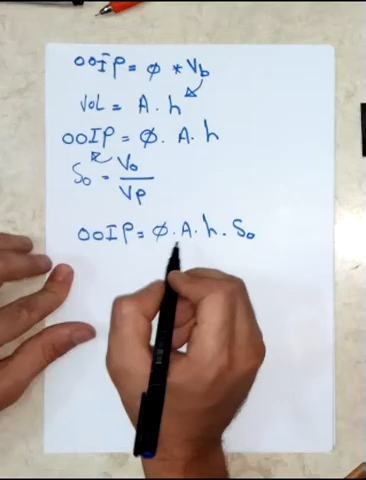 OOIP = ϕ * Vb
VOL = A . h
OOIP = ϕ . A . h
So = Vo / Vp
OOIP = ϕ . A . h . So